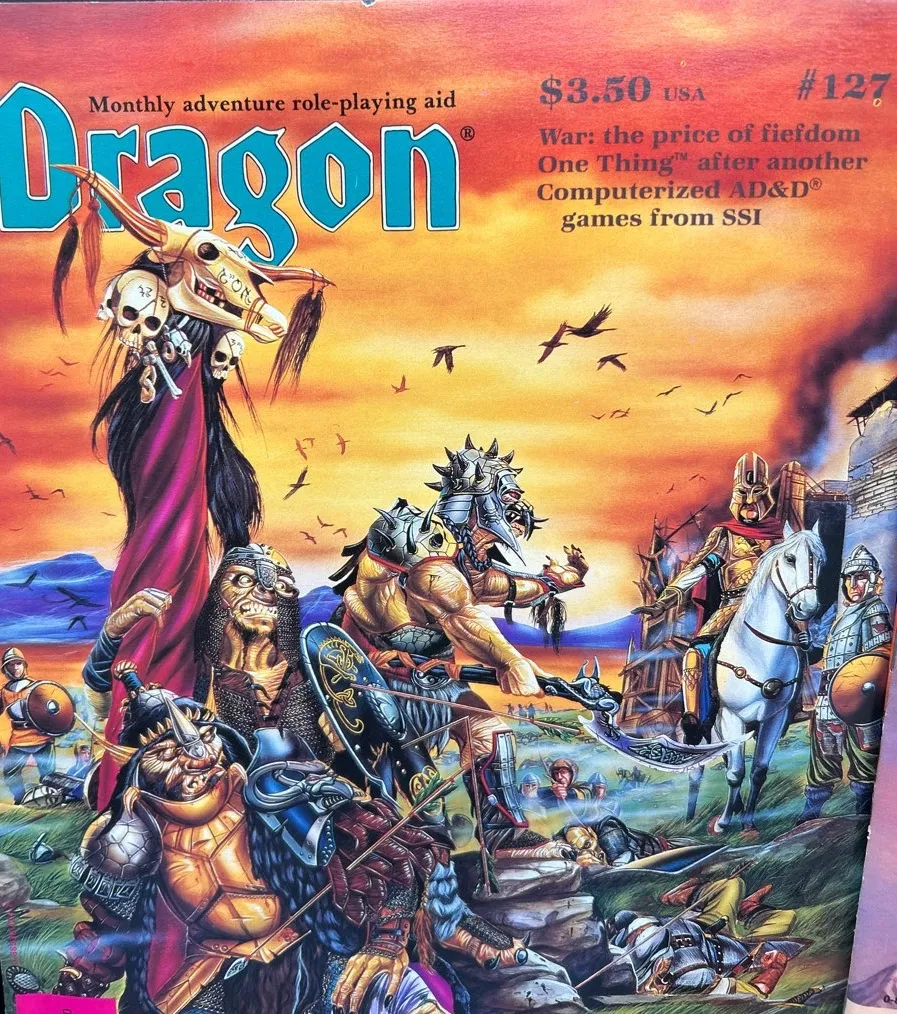 Monthly adventure role-playing aid
Dragon®
$3.50 USA
#127
War: the price of fiefdom
One Thing™ after another
Computerized AD&D®
games from SSI